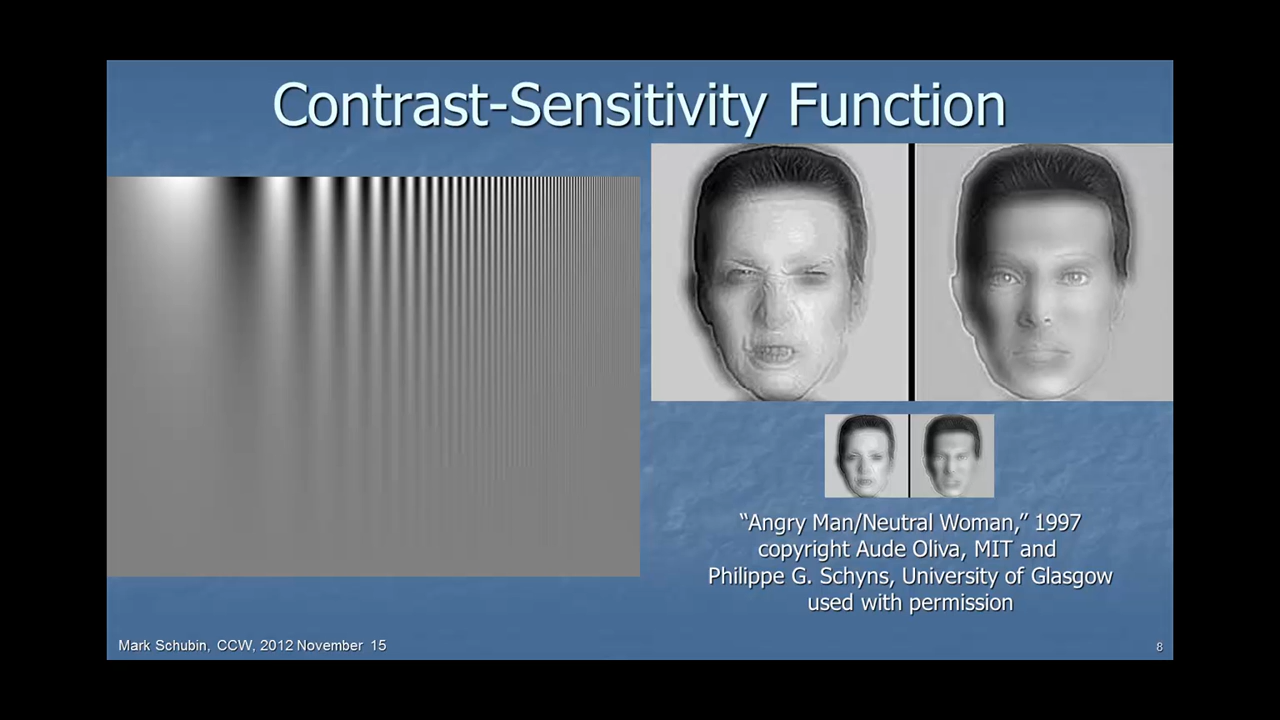 Contrast-Sensitivity Function
“Angry Man/Neutral Woman,” 1997
copyright Aude Oliva, MIT and
Philippe G. Schyns, University of Glasgow
used with permission
Mark Schubin, CCW, 2012 November 15
8